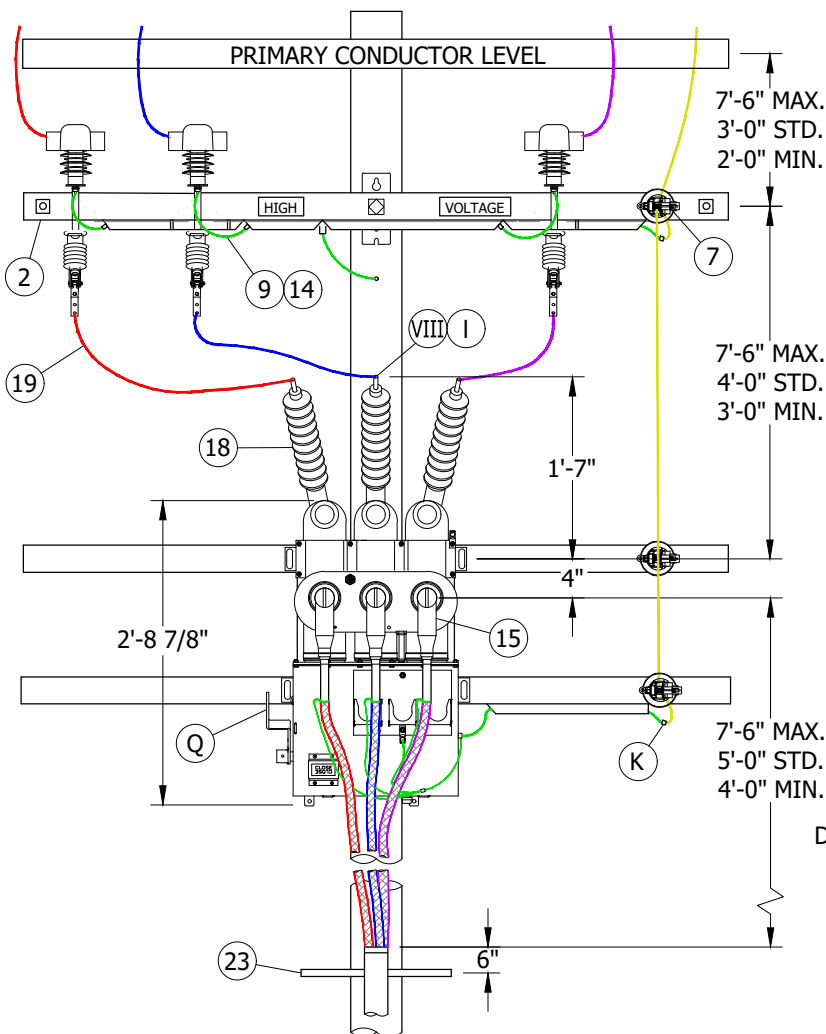 PRIMARY CONDUCTOR LEVEL
7'-6" MAX.
3'-0" STD.
2'-0" MIN.
HIGH
VOLTAGE
2
9
14
7
VIII
I
19
7'-6" MAX.
4'-0" STD.
3'-0" MIN.
18
1'-7"
4"
2'-8 7/8"
15
Q
K
CLOSE
7'-6" MAX.
5'-0" STD.
4'-0" MIN.
D
23
6"